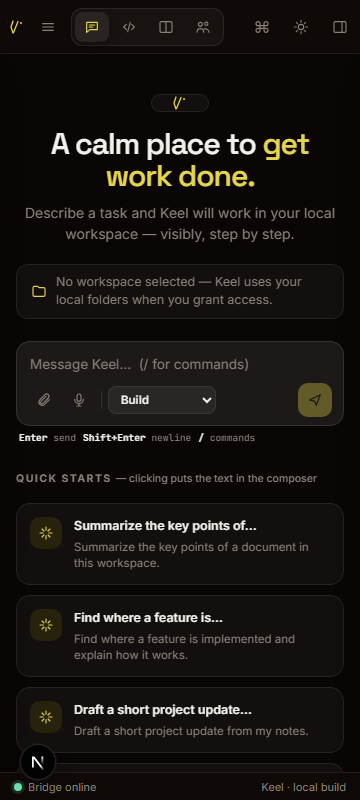 A calm place to get
work done.
Describe a task and Keel will work in your local
workspace — visibly, step by step.
No workspace selected — Keel uses your
local folders when you grant access.
Message Keel... (/ for commands)
Build
Enter send Shift+Enter newline / commands
QUICK STARTS — clicking puts the text in the composer
Summarize the key points of...
Summarize the key points of a document in
this workspace.
Find where a feature is...
Find where a feature is implemented and
explain how it works.
Draft a short project update...
Draft a short project update from my notes.
N
Bridge online
Keel · local build